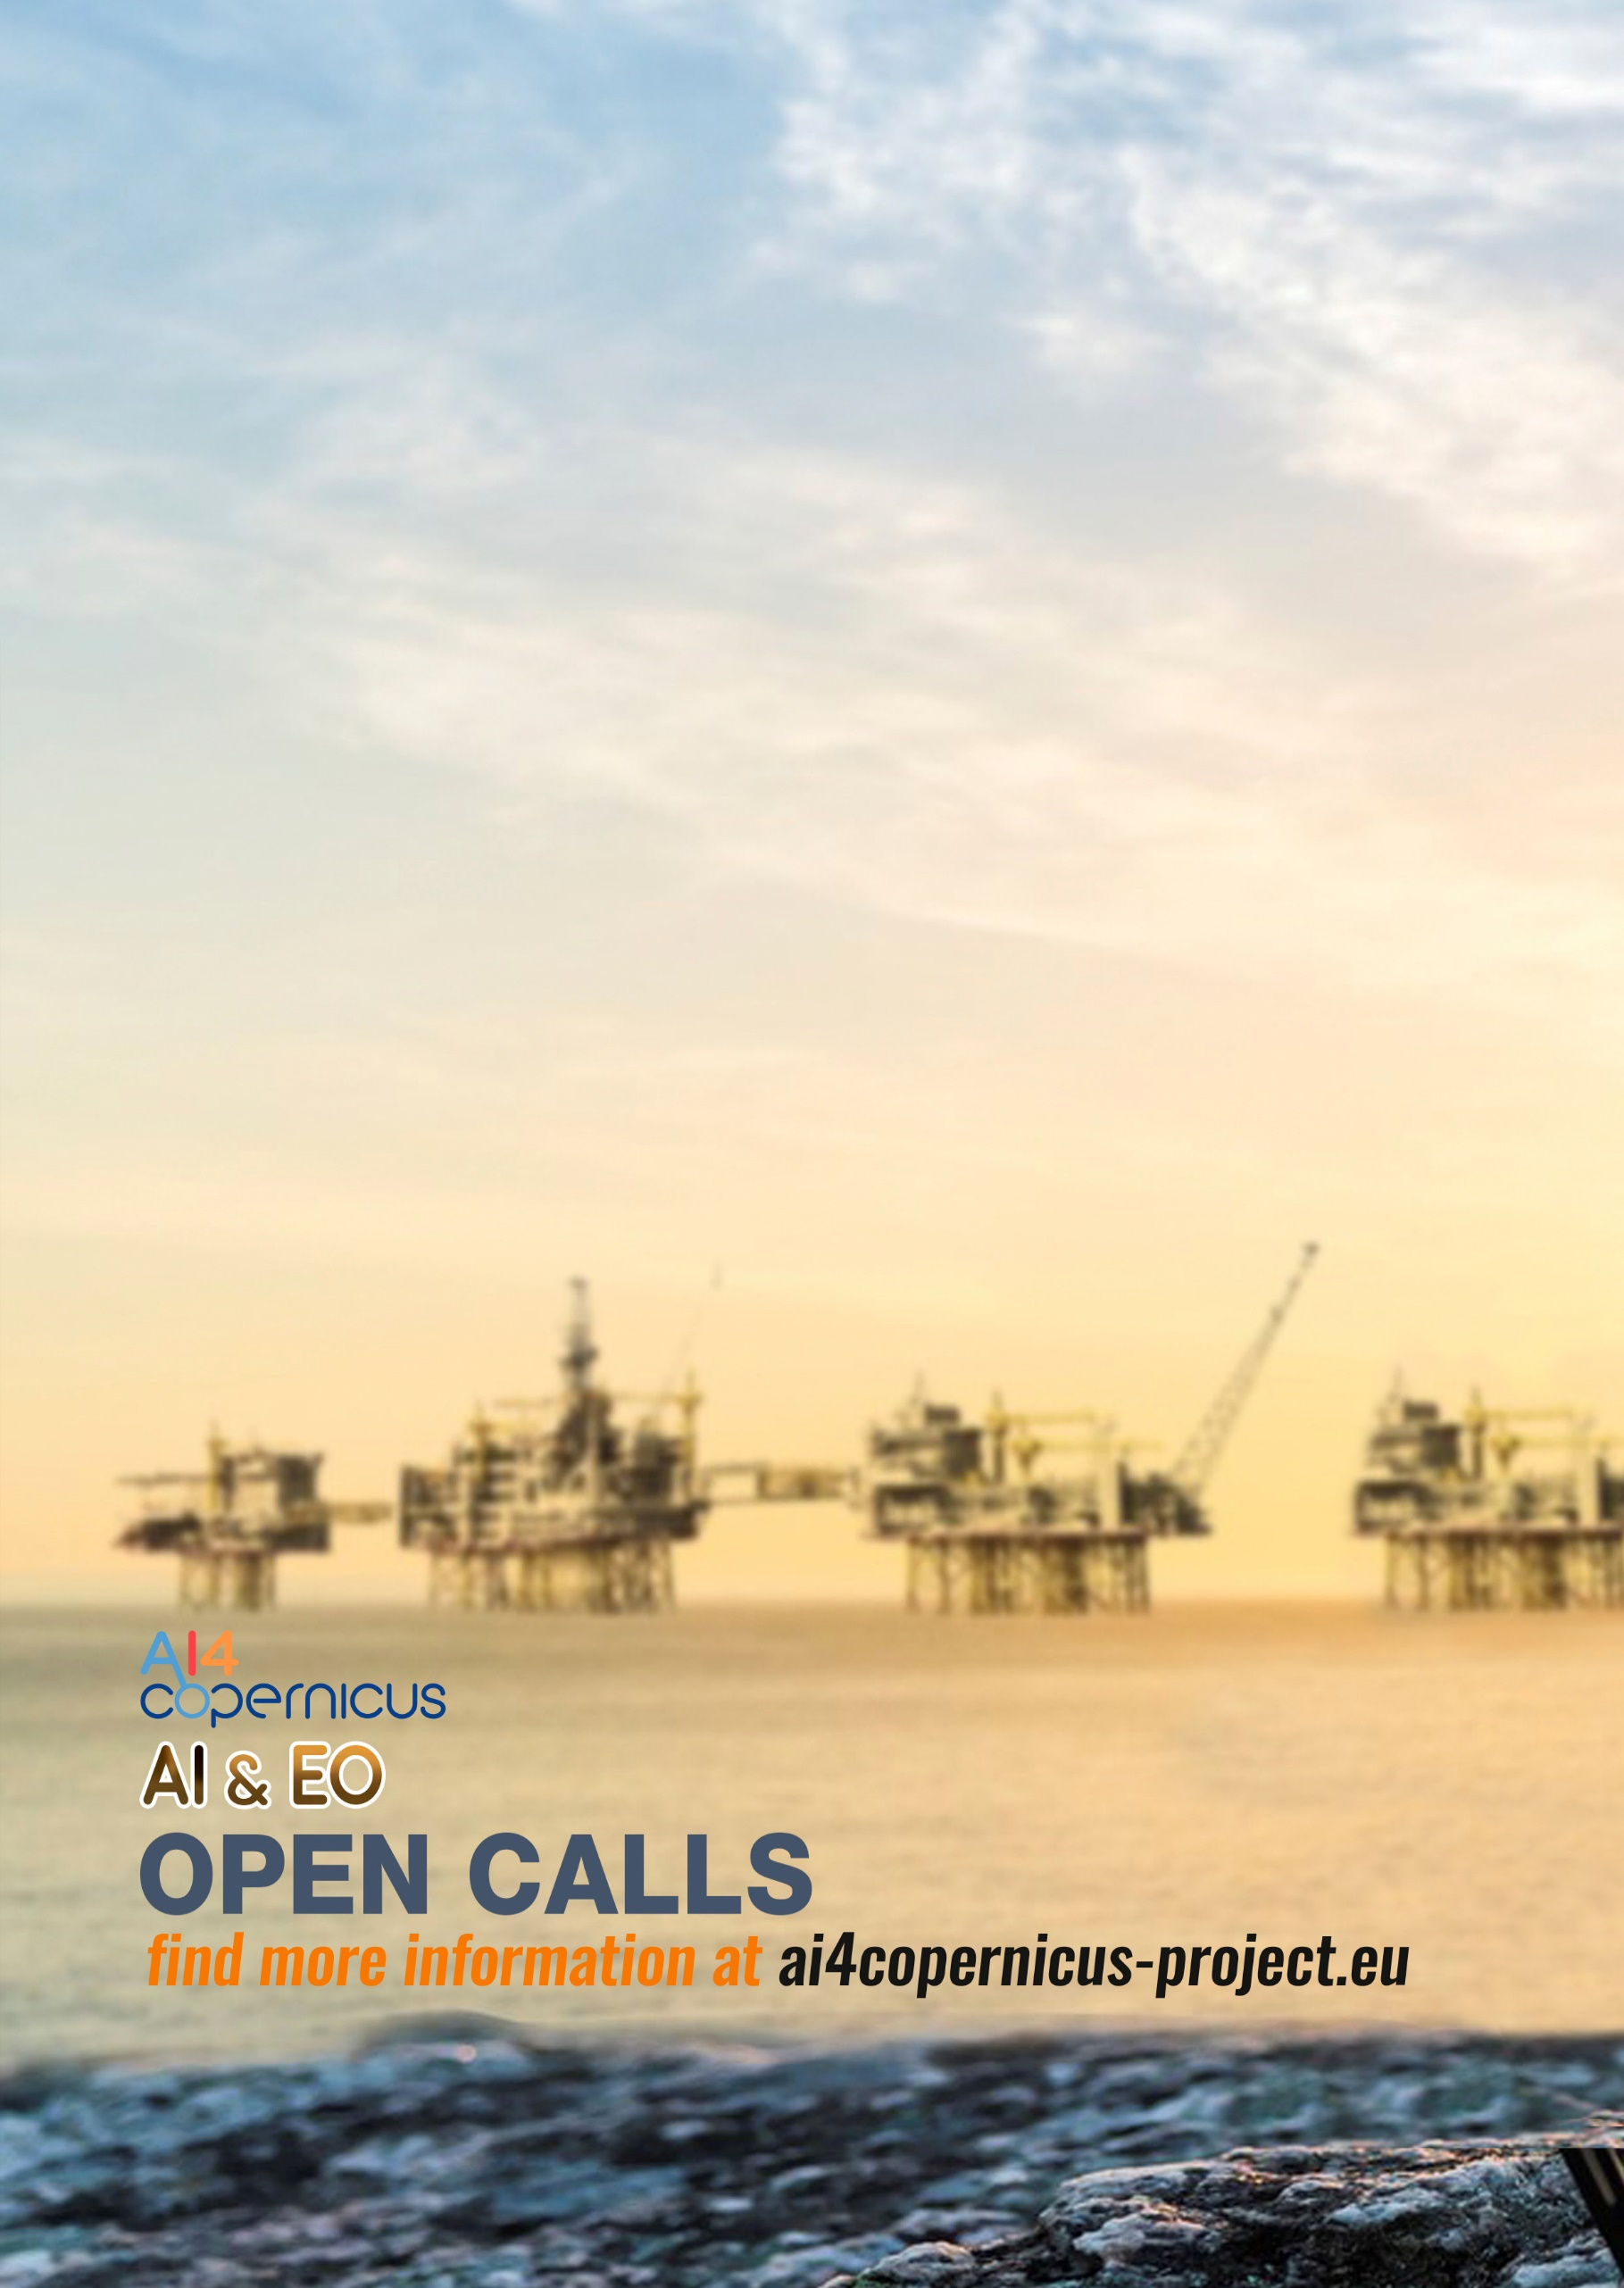 AI4
copernicus
AI & EO
OPEN CALLS
find more information at ai4copernicus-project.eu